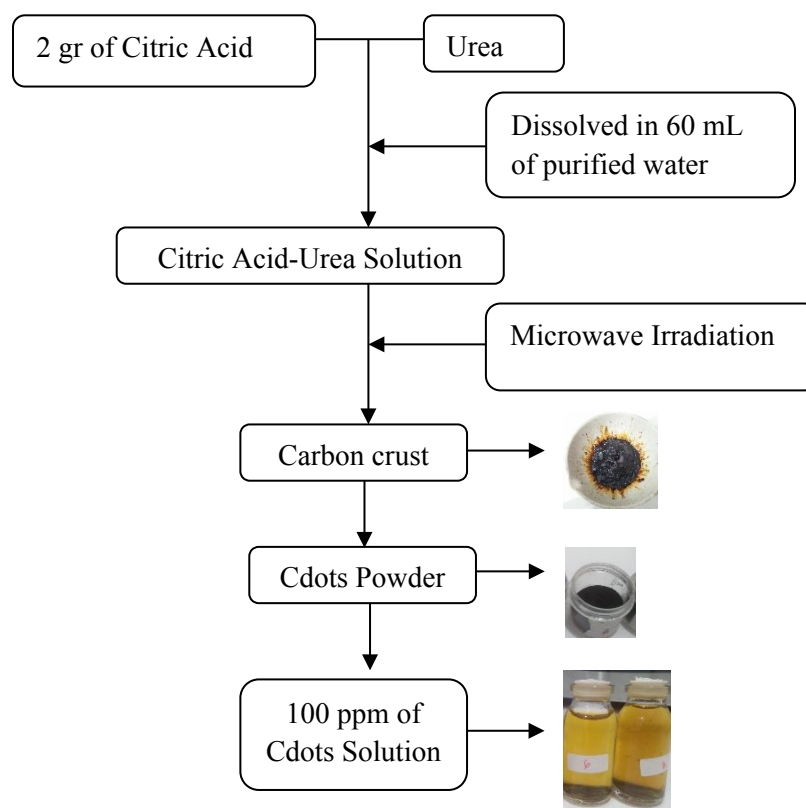 2 gr of Citric Acid
Urea
Dissolved in 60 mL
of purified water
Citric Acid-Urea Solution
Microwave Irradiation
Carbon crust
Cdots Powder
100 ppm of
Cdots Solution